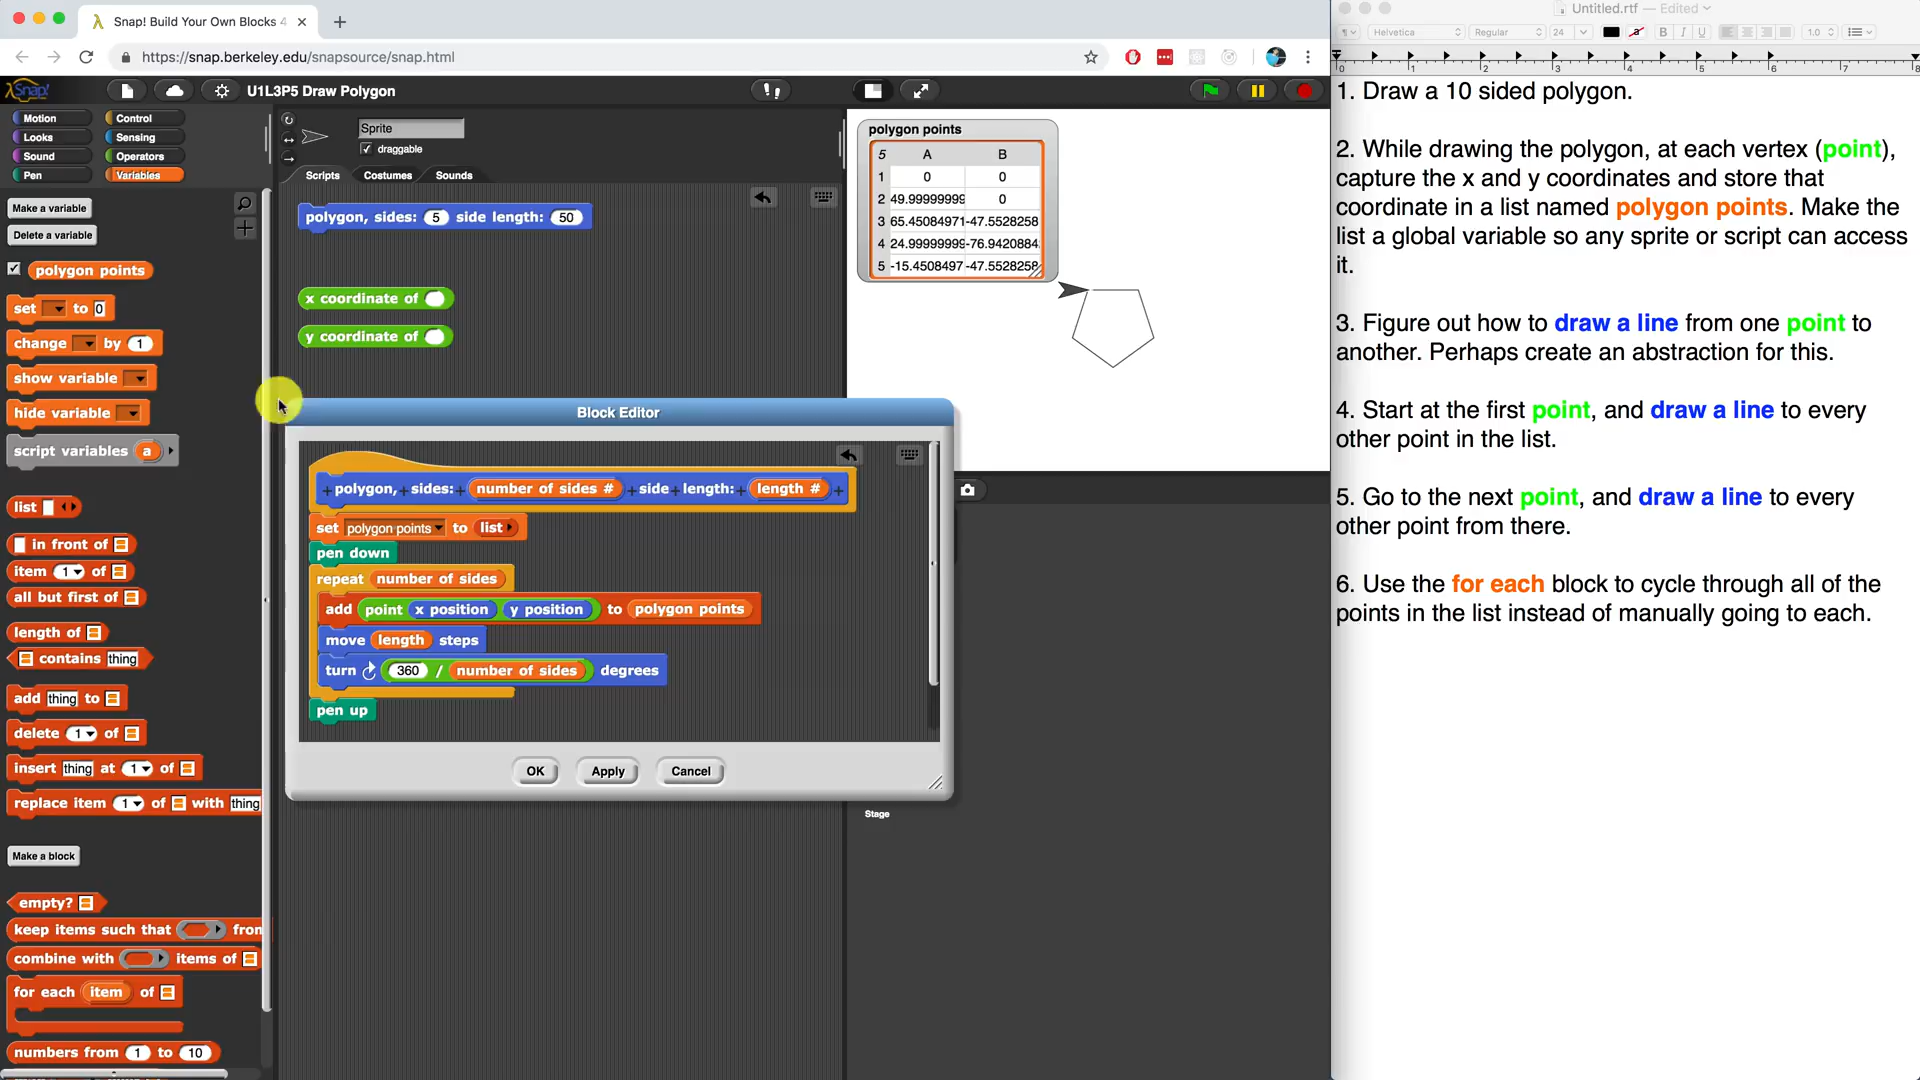 Snap! Build Your Own Blocks 4
https://snap.berkeley.edu/snapsource/snap.html
Snap!
U1L3P5 Draw Polygon
Motion
Looks
Sound
Pen
Control
Sensing
Operators
Variables
Make a variable
Delete a variable
polygon points
set to 0
change by 1
show variable
hide variable
script variables a
list
in front of
item 1 of
all but first of
length of
contains thing
add thing to
delete 1 of
insert thing at 1 of
replace item 1 of with thing
Make a block
empty?
keep items such that from
combine with items of
for each item of
numbers from 1 to 10
Sprite
draggable
Scripts Costumes Sounds
polygon, sides: 5 side length: 50
x coordinate of
y coordinate of
Block Editor
+ polygon, + sides: + number of sides # + side + length: + length # +
set polygon points to list
pen down
repeat number of sides
add point x position y position to polygon points
move length steps
turn 360 / number of sides degrees
pen up
OK Apply Cancel
polygon points
5 A B
1 0 0
2 49.99999999 0
3 65.45084971 -47.5528258
4 24.99999999 -76.9420884
5 -15.4508497 -47.5528258
Stage
Untitled.rtf — Edited
Helvetica Regular 24 B I U 1.0
0 1 2 3 4 5 6 7 8
1. Draw a 10 sided polygon.
2. While drawing the polygon, at each vertex (point),
capture the x and y coordinates and store that
coordinate in a list named polygon points. Make the
list a global variable so any sprite or script can access
it.
3. Figure out how to draw a line from one point to
another. Perhaps create an abstraction for this.
4. Start at the first point, and draw a line to every
other point in the list.
5. Go to the next point, and draw a line to every
other point from there.
6. Use the for each block to cycle through all of the
points in the list instead of manually going to each.